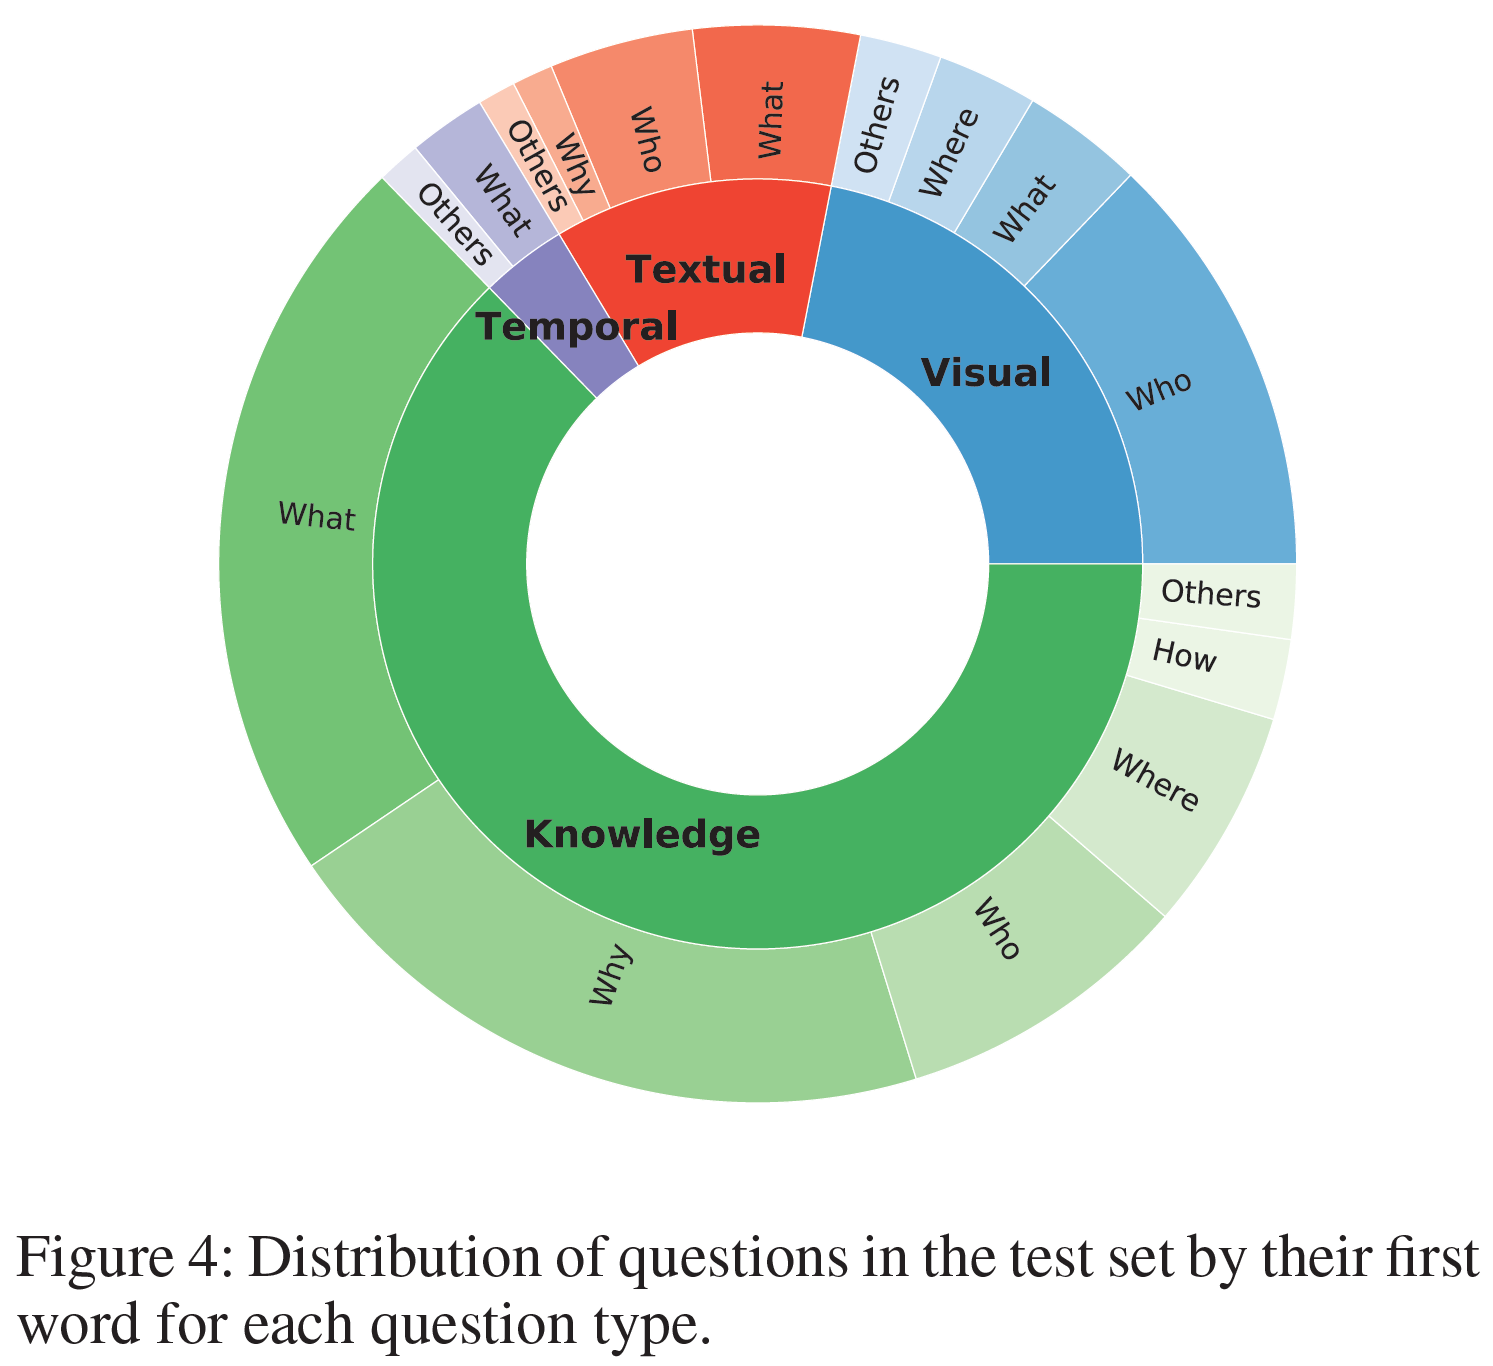 What
Who
Why
Others
Others
Where
What
Who
What
Others
Textual
Temporal
Visual
What
Others
How
Where
Knowledge
Who
Why
Figure 4: Distribution of questions in the test set by their first
word for each question type.